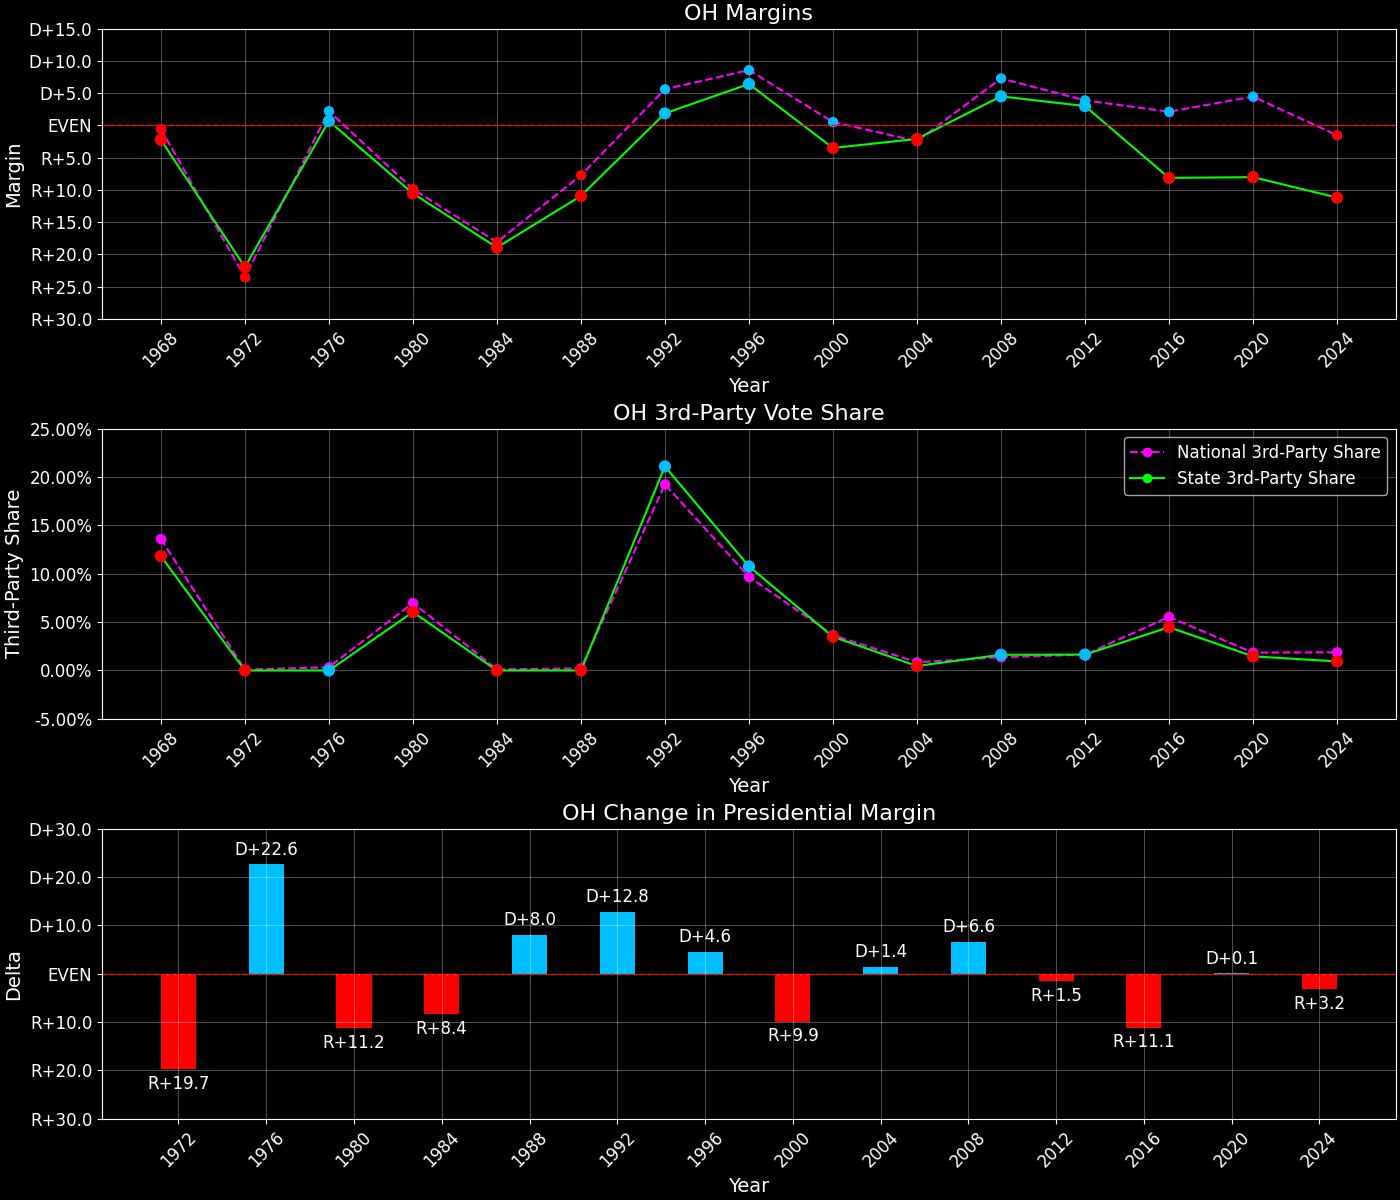 OH Margins
D+15.0
D+10.0
D+5.0
EVEN
R+5.0
R+10.0
R+15.0
R+20.0
R+25.0
R+30.0
Margin
1968 1972 1976 1980 1984 1988 1992 1996 2000 2004 2008 2012 2016 2020 2024
Year
OH 3rd-Party Vote Share
25.00%
20.00%
15.00%
10.00%
5.00%
0.00%
-5.00%
Third-Party Share
National 3rd-Party Share
State 3rd-Party Share
1968 1972 1976 1980 1984 1988 1992 1996 2000 2004 2008 2012 2016 2020 2024
Year
OH Change in Presidential Margin
D+30.0
D+20.0
D+10.0
EVEN
R+10.0
R+20.0
R+30.0
Delta
R+19.7
D+22.6
R+11.2
R+8.4
D+8.0
D+12.8
D+4.6
R+9.9
D+1.4
D+6.6
R+1.5
R+11.1
D+0.1
R+3.2
1972 1976 1980 1984 1988 1992 1996 2000 2004 2008 2012 2016 2020 2024
Year